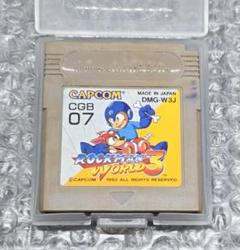 CAPCOM
MADE IN JAPAN
DMG-W3J
CGB
07
ROCKMAN
WORLD 3
©CAPCOM 1992 ALL RIGHTS RESERVED